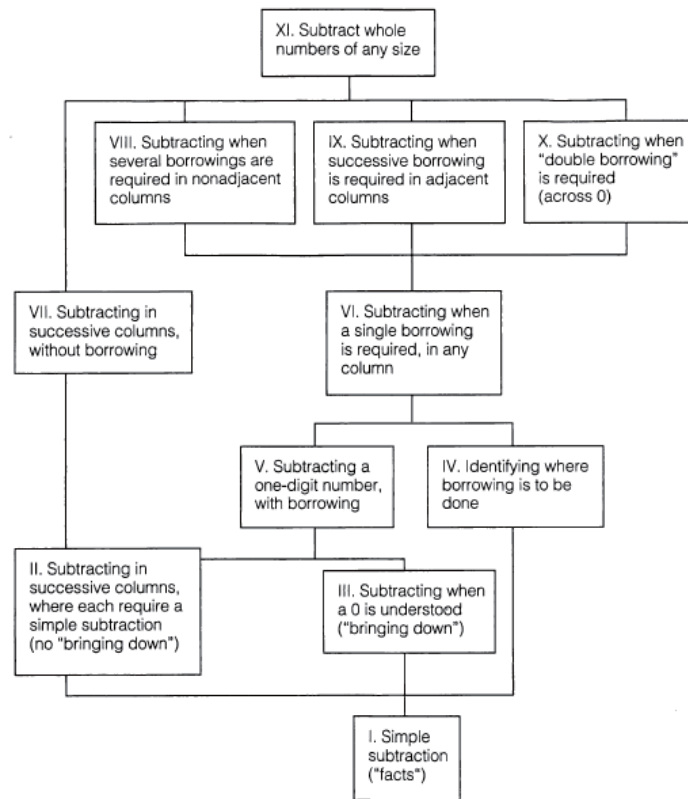 XI. Subtract whole
numbers of any size
VIII. Subtracting when
several borrowings are
required in nonadjacent
columns
IX. Subtracting when
successive borrowing
is required in adjacent
columns
X. Subtracting when
“double borrowing”
is required
(across 0)
VII. Subtracting in
successive columns,
without borrowing
VI. Subtracting when
a single borrowing
is required, in any
column
V. Subtracting a
one-digit number,
with borrowing
IV. Identifying where
borrowing is to be
done
II. Subtracting in
successive columns,
where each require a
simple subtraction
(no “bringing down”)
III. Subtracting when
a 0 is understood
(“bringing down”)
I. Simple
subtraction
(“facts“)